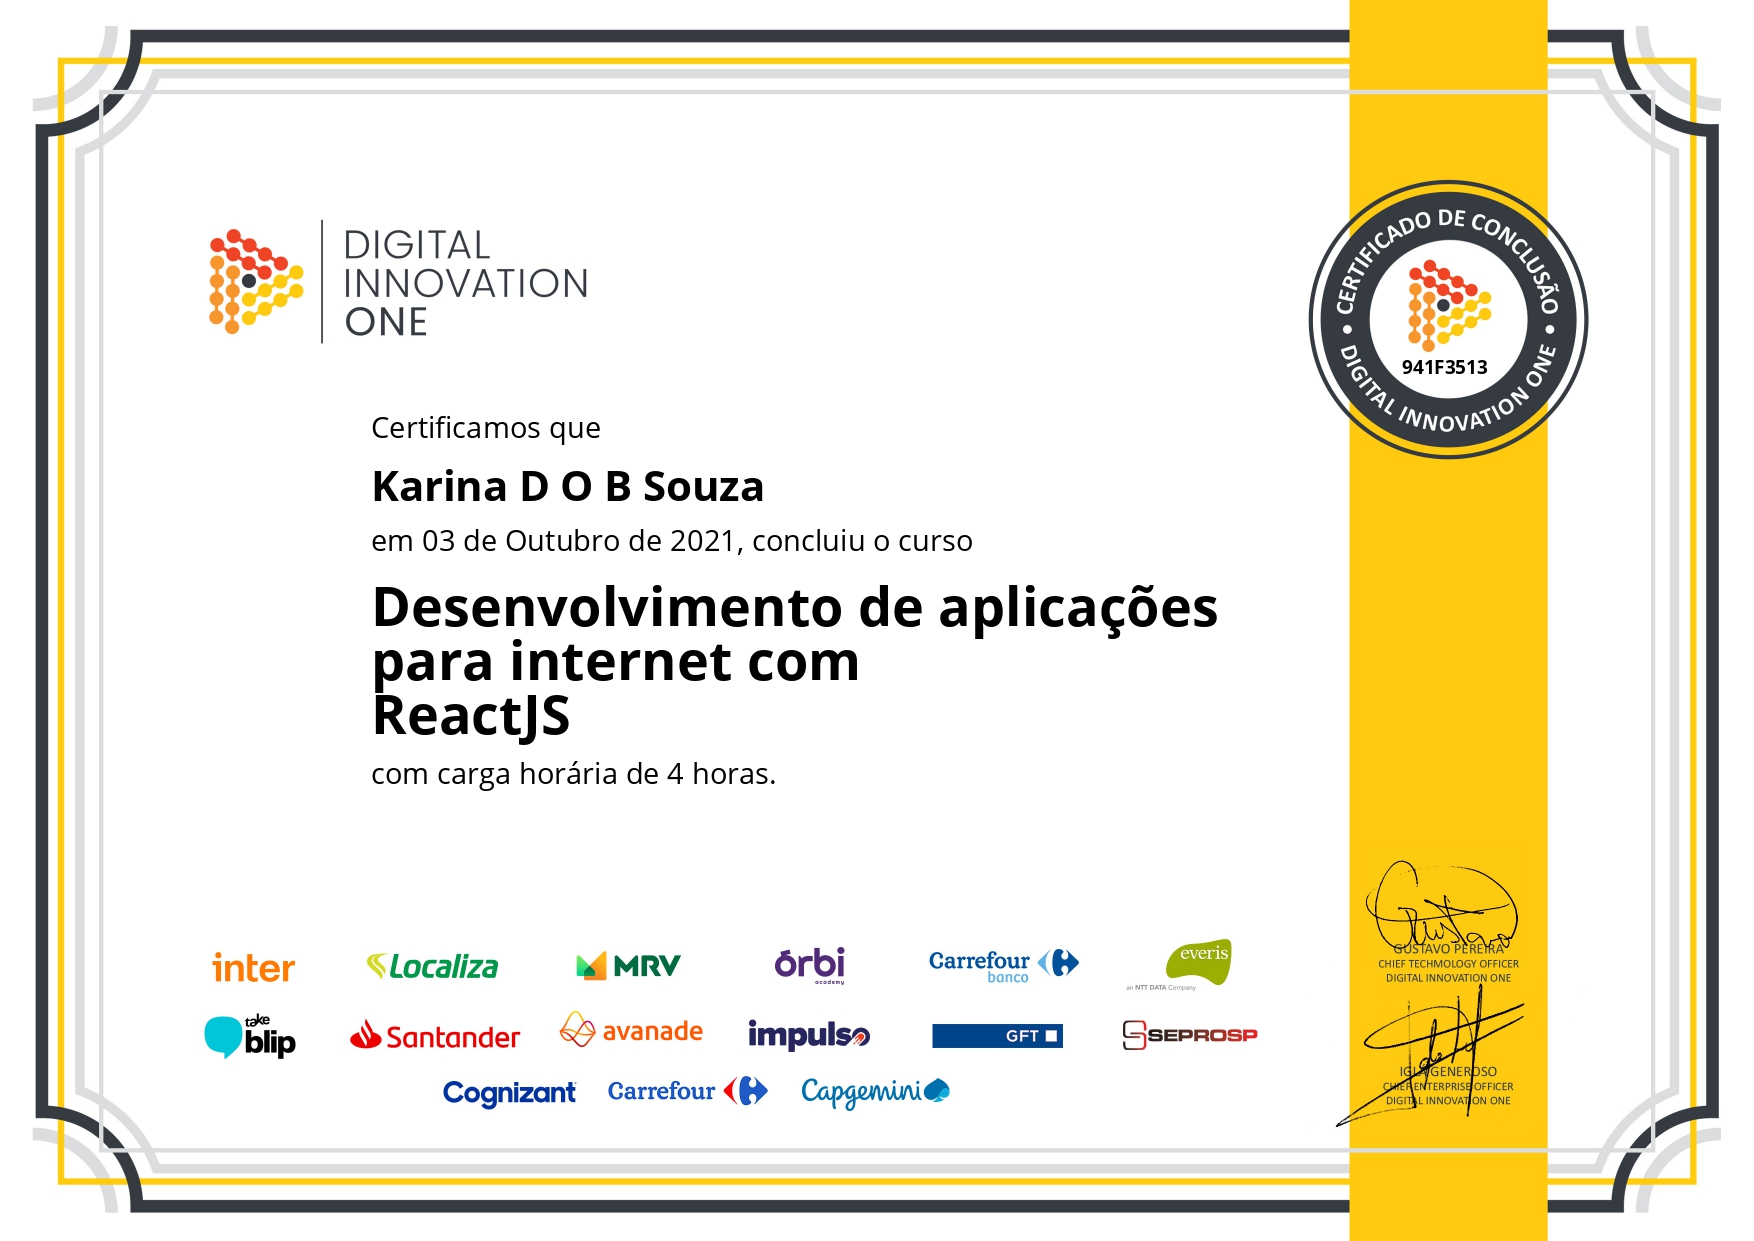 DIGITAL
INNOVATION
ONE
CERTIFICADO DE CONCLUSÃO
941F3513
DIGITAL INNOVATION ONE
Certificamos que
Karina D O B Souza
em 03 de Outubro de 2021, concluiu o curso
Desenvolvimento de aplicações
para internet com
ReactJS
com carga horária de 4 horas.
inter
Localiza
MRV
órbi
academy
Carrefour
banco
everis
an NTT DATA Company
take
blip
Santander
avanade
impulso
GFT
SEPROSP
Cognizant
Carrefour
Capgemini
GUSTAVO PEREIRA
CHIEF TECHMOLOGY OFFICER
DIGITAL INNOVATION ONE
IGLA GENEROSO
CHIEF ENTERPRISE OFFICER
DIGITAL INNOVATION ONE